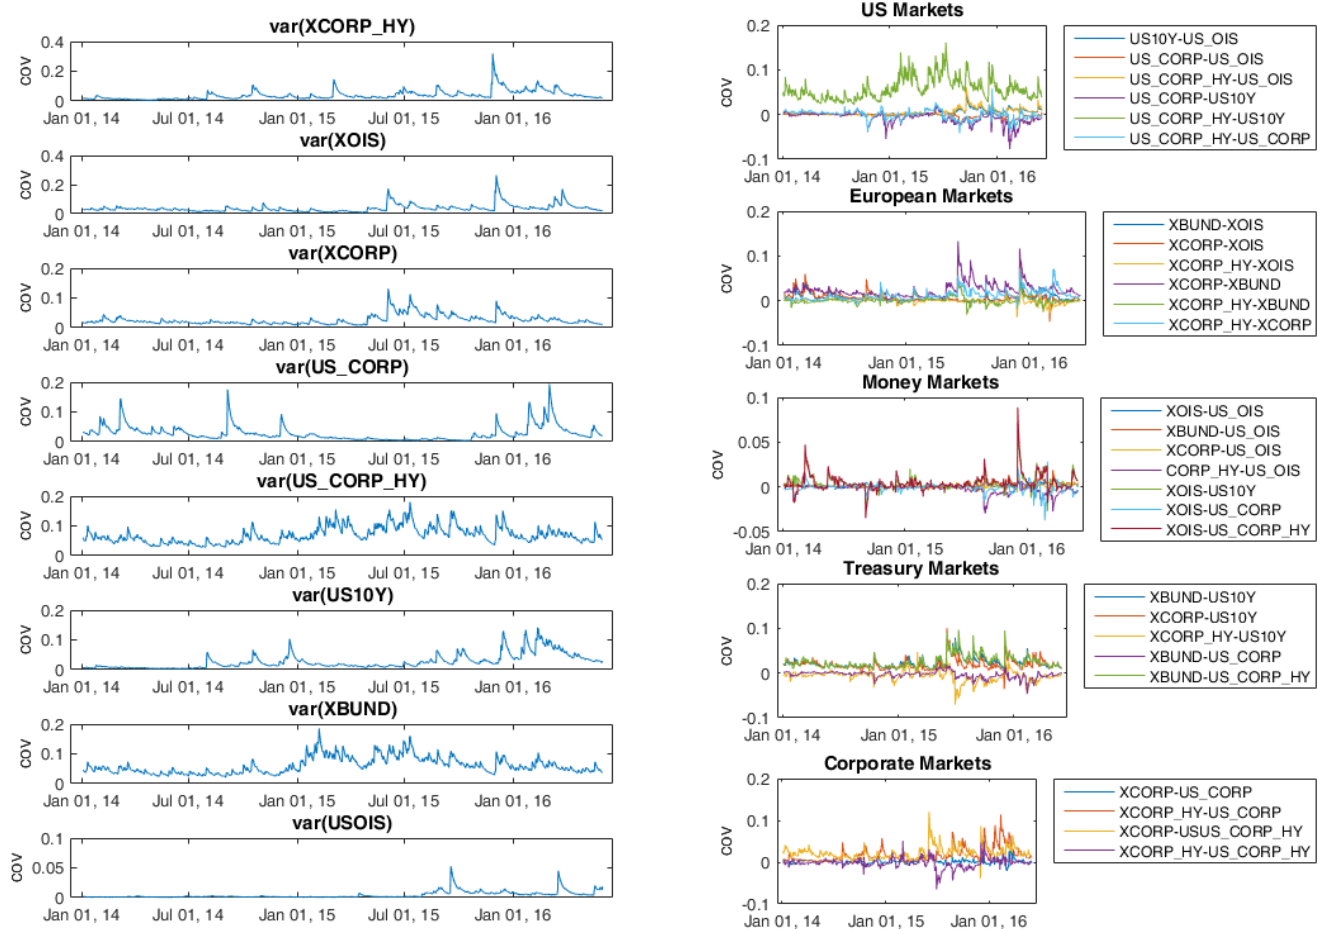 var(XCORP_HY)
0.4
0.2
0
cov
Jan 01, 14 Jul 01, 14 Jan 01, 15 Jul 01, 15 Jan 01, 16
var(XOIS)
0.4
0.2
0
cov
Jan 01, 14 Jul 01, 14 Jan 01, 15 Jul 01, 15 Jan 01, 16
var(XCORP)
0.2
0.1
0
cov
Jan 01, 14 Jul 01, 14 Jan 01, 15 Jul 01, 15 Jan 01, 16
var(US_CORP)
0.2
0.1
0
cov
Jan 01, 14 Jul 01, 14 Jan 01, 15 Jul 01, 15 Jan 01, 16
var(US_CORP_HY)
0.2
0.1
0
cov
Jan 01, 14 Jul 01, 14 Jan 01, 15 Jul 01, 15 Jan 01, 16
var(US10Y)
0.2
0.1
0
cov
Jan 01, 14 Jul 01, 14 Jan 01, 15 Jul 01, 15 Jan 01, 16
var(XBUND)
0.2
0.1
0
cov
Jan 01, 14 Jul 01, 14 Jan 01, 15 Jul 01, 15 Jan 01, 16
var(USOIS)
0.1
0.05
0
cov
Jan 01, 14 Jul 01, 14 Jan 01, 15 Jul 01, 15 Jan 01, 16
US Markets
0.2
0.1
0
-0.1
cov
Jan 01, 14 Jan 01, 15 Jan 01, 16
US10Y-US_OIS
US_CORP-US_OIS
US_CORP_HY-US_OIS
US_CORP-US10Y
US_CORP_HY-US10Y
US_CORP_HY-US_CORP
European Markets
0.2
0.1
0
-0.1
cov
Jan 01, 14 Jan 01, 15 Jan 01, 16
XBUND-XOIS
XCORP-XOIS
XCORP_HY-XOIS
XCORP-XBUND
XCORP_HY-XBUND
XCORP_HY-XCORP
Money Markets
0.1
0.05
0
-0.05
cov
Jan 01, 14 Jan 01, 15 Jan 01, 16
XOIS-US_OIS
XBUND-US_OIS
XCORP-US_OIS
CORP_HY-US_OIS
XOIS-US10Y
XOIS-US_CORP
XOIS-US_CORP_HY
Treasury Markets
0.2
0.1
0
-0.1
cov
Jan 01, 14 Jan 01, 15 Jan 01, 16
XBUND-US10Y
XCORP-US10Y
XCORP_HY-US10Y
XBUND-US_CORP
XBUND-US_CORP_HY
Corporate Markets
0.2
0.1
0
-0.1
cov
Jan 01, 14 Jan 01, 15 Jan 01, 16
XCORP-US_CORP
XCORP_HY-US_CORP
XCORP-USUS_CORP_HY
XCORP_HY-US_CORP_HY